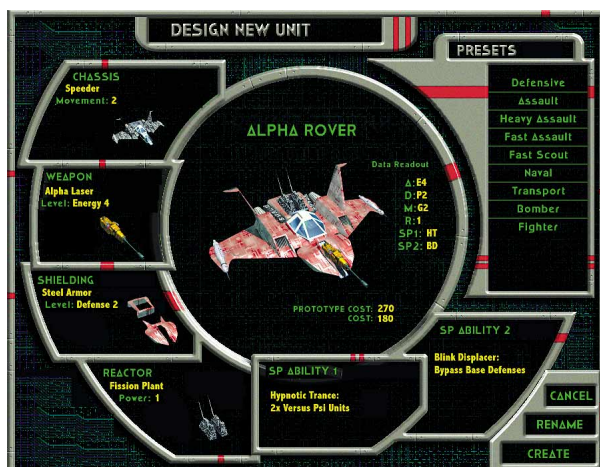 DESIGN NEW UNIT
PRESETS
CHASSIS
Speeder
Movement: 2
WEAPON
Alpha Laser
Level: Energy 4
SHIELDING
Steel Armor
Level: Defense 2
REACTOR
Fission Plant
Power: 1
ALPHA ROVER
Data Readout
A:E4
D:P2
M:G2
R:1
SP1: HT
SP2: BD
PROTOTYPE COST: 270
COST: 180
SP ABILITY 1
Hypnotic Trance:
2x Versus Psi Units
SP ABILITY 2
Blink Displacer:
Bypass Base Defenses
Defensive
Assault
Heavy Assault
Fast Assault
Fast Scout
Naval
Transport
Bomber
Fighter
CANCEL
RENAME
CREATE